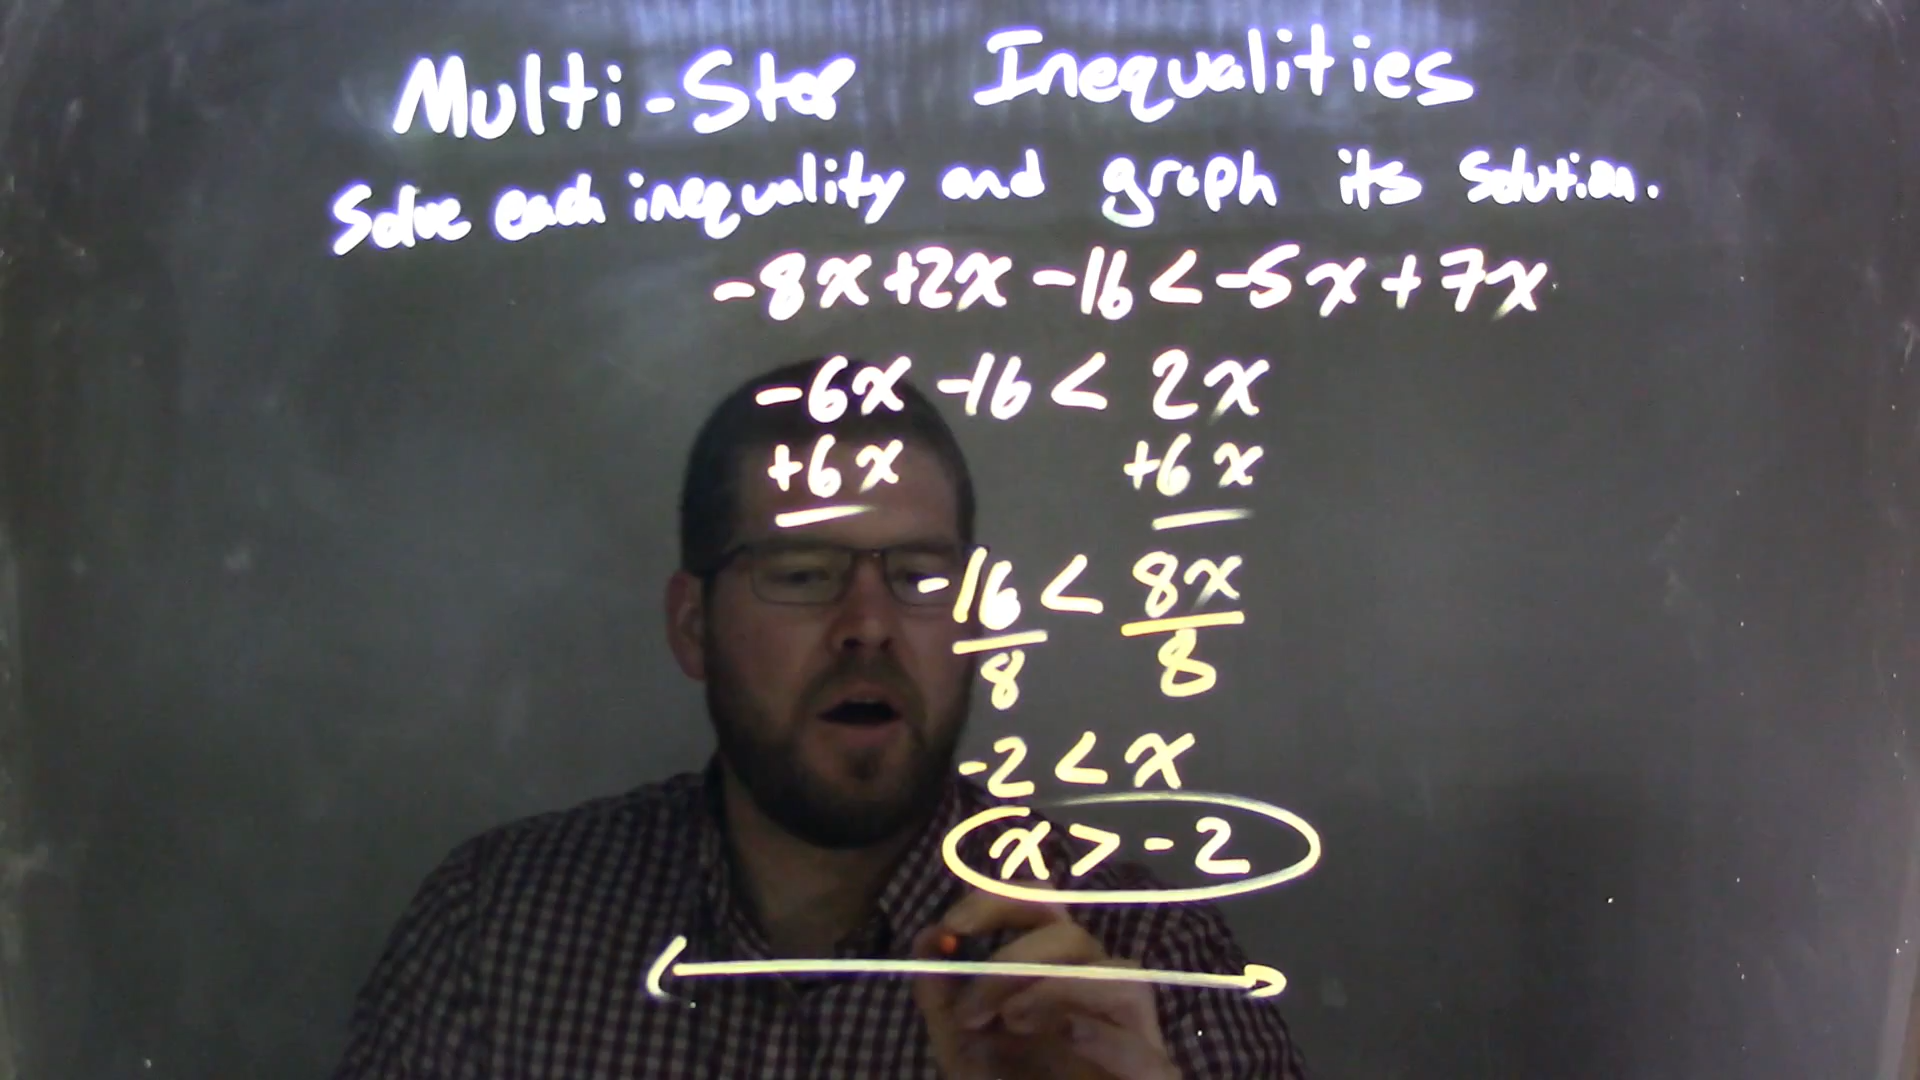 Multi-Step Inequalities
Solve each inequality and graph its solution.
-8x+2x-16<-5x+7x
-6x-16<2x
+6x +6x
-16<8x
8 8
-2<x
x>-2